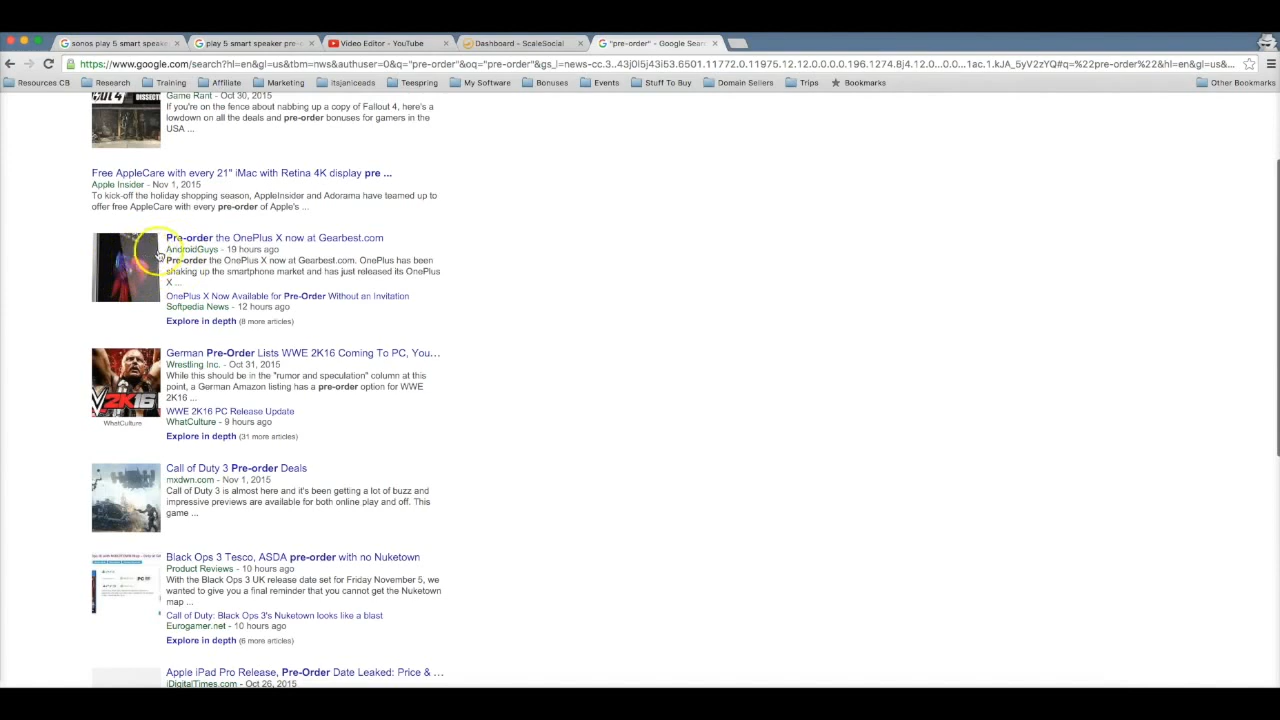 sonos play 5 smart speake
play 5 smart speaker pre-o
Video Editor - YouTube
Dashboard - ScaleSocial
"pre-order" - Google Sear
https://www.google.com/search?hl=en&gl=us&tbm=nws&authuser=0&q="pre-order"&oq="pre-order"&gs_l=news-cc.3..43j0l5j43i53.6501.11772.0.11975.12.12.0.0.0.0.196.1274.8j4.12.0...0.0...1ac.1.kJA_5yV2zYQ#q=%22pre-order%22&hl=en&gl=us&...
Resources CB
Research
Training
Affiliate
Marketing
itsjaniceads
Teespring
My Software
Bonuses
Events
Stuff To Buy
Domain Sellers
Trips
Bookmarks
Other Bookmarks
Game Rant - Oct 30, 2015
If you're on the fence about nabbing up a copy of Fallout 4, here's a
lowdown on all the deals and pre-order bonuses for gamers in the
USA ...
Free AppleCare with every 21" iMac with Retina 4K display pre ...
Apple Insider - Nov 1, 2015
To kick-off the holiday shopping season, AppleInsider and Adorama have teamed up to
offer free AppleCare with every pre-order of Apple's ...
Pre-order the OnePlus X now at Gearbest.com
AndroidGuys - 19 hours ago
Pre-order the OnePlus X now at Gearbest.com. OnePlus has been
shaking up the smartphone market and has just released its OnePlus
X ...
OnePlus X Now Available for Pre-Order Without an Invitation
Softpedia News - 12 hours ago
Explore in depth (8 more articles)
German Pre-Order Lists WWE 2K16 Coming To PC, You...
Wrestling Inc. - Oct 31, 2015
While this should be in the "rumor and speculation" column at this
point, a German Amazon listing has a pre-order option for WWE
2K16 ...
2K16
WWE 2K16 PC Release Update
WhatCulture - 9 hours ago
WhatCulture
Explore in depth (31 more articles)
Call of Duty 3 Pre-order Deals
mxdwn.com - Nov 1, 2015
Call of Duty 3 is almost here and it's been getting a lot of buzz and
impressive previews are available for both online play and off. This
game ...
Black Ops 3 Tesco, ASDA pre-order with no Nuketown
Product Reviews - 10 hours ago
With the Black Ops 3 UK release date set for Friday November 5, we
wanted to give you a final reminder that you cannot get the Nuketown
map ...
Call of Duty: Black Ops 3's Nuketown looks like a blast
Eurogamer.net - 10 hours ago
Explore in depth (6 more articles)
Apple iPad Pro Release, Pre-Order Date Leaked: Price & ...
iDigitalTimes.com - Oct 26, 2015